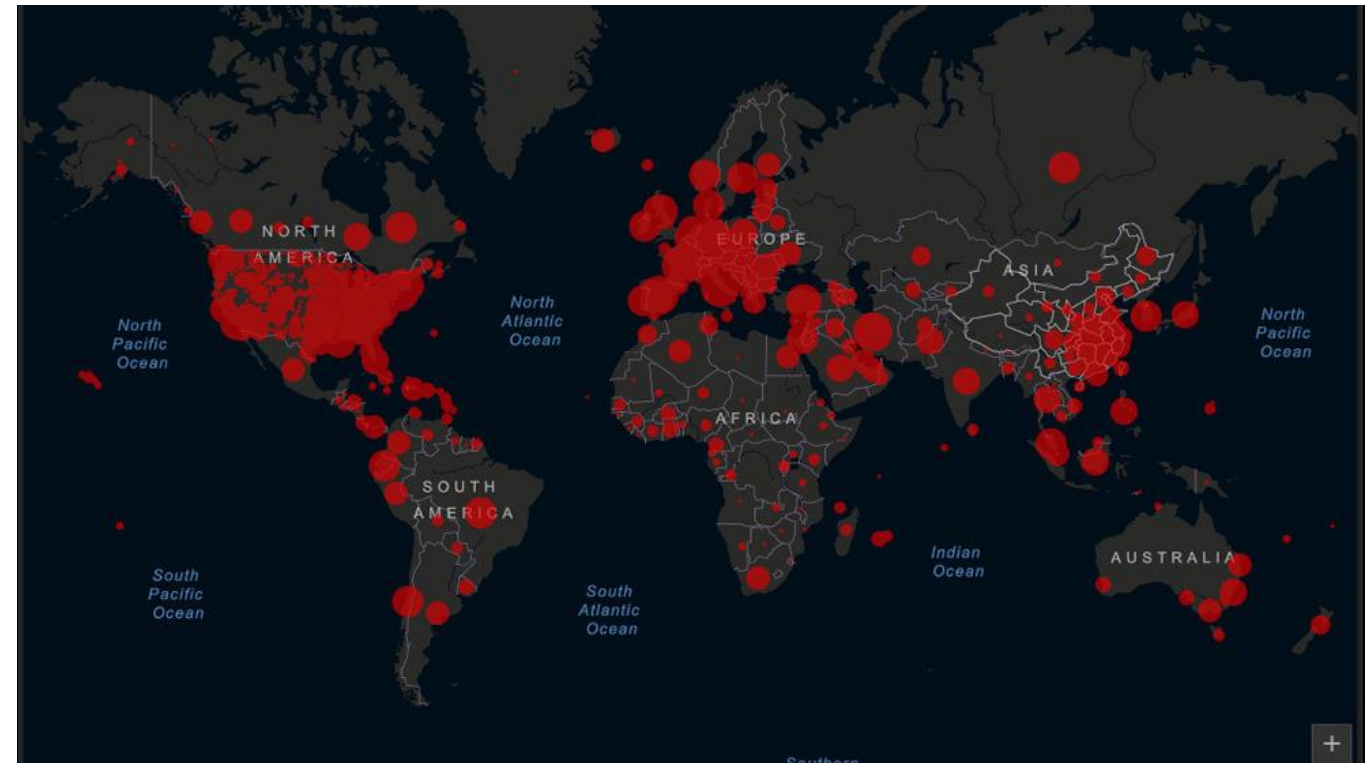 NORTH
AMERICA
EUROPE
ASIA
North
Pacific
Ocean
North
Atlantic
Ocean
North
Pacific
Ocean
AFRICA
SOUTH
AMERICA
Indian
Ocean
AUSTRALIA
South
Pacific
Ocean
South
Atlantic
Ocean
Southern
+